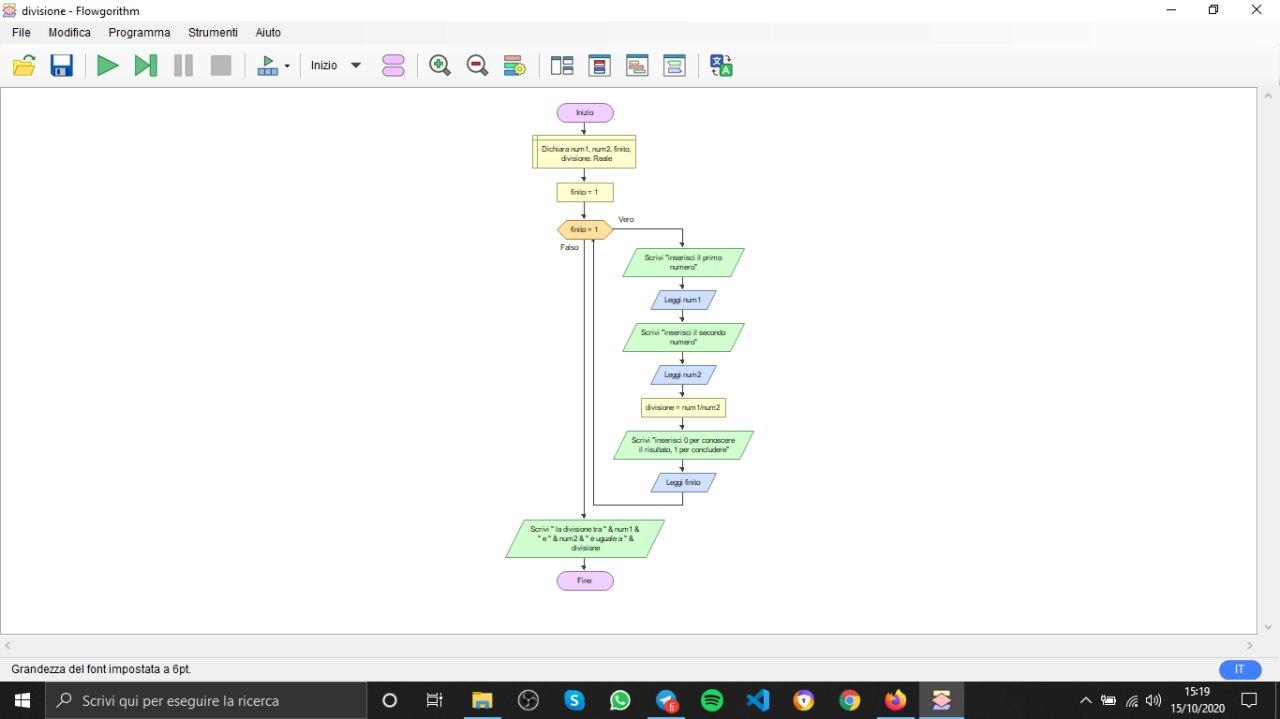 divisione - Flowgorithm
File Modifica Programma Strumenti Aiuto
Inizio
Inizio
Dichiara num1, num2, finito,
divisione: Reale
finito = 1
finito = 1
Vero
Falso
Scrivi "inserisci il primo
numero"
Leggi num1
Scrivi "inserisci il secondo
numero"
Leggi num2
divisione = num1/num2
Scrivi "inserisci 0 per conoscere
il risultato, 1 per concludere"
Leggi finito
Scrivi " la divisione tra " & num1 &
" e " & num2 & " è uguale a " &
divisione
Fine
Grandezza del font impostata a 6pt.
IT
Scrivi qui per eseguire la ricerca
6
15:19
15/10/2020